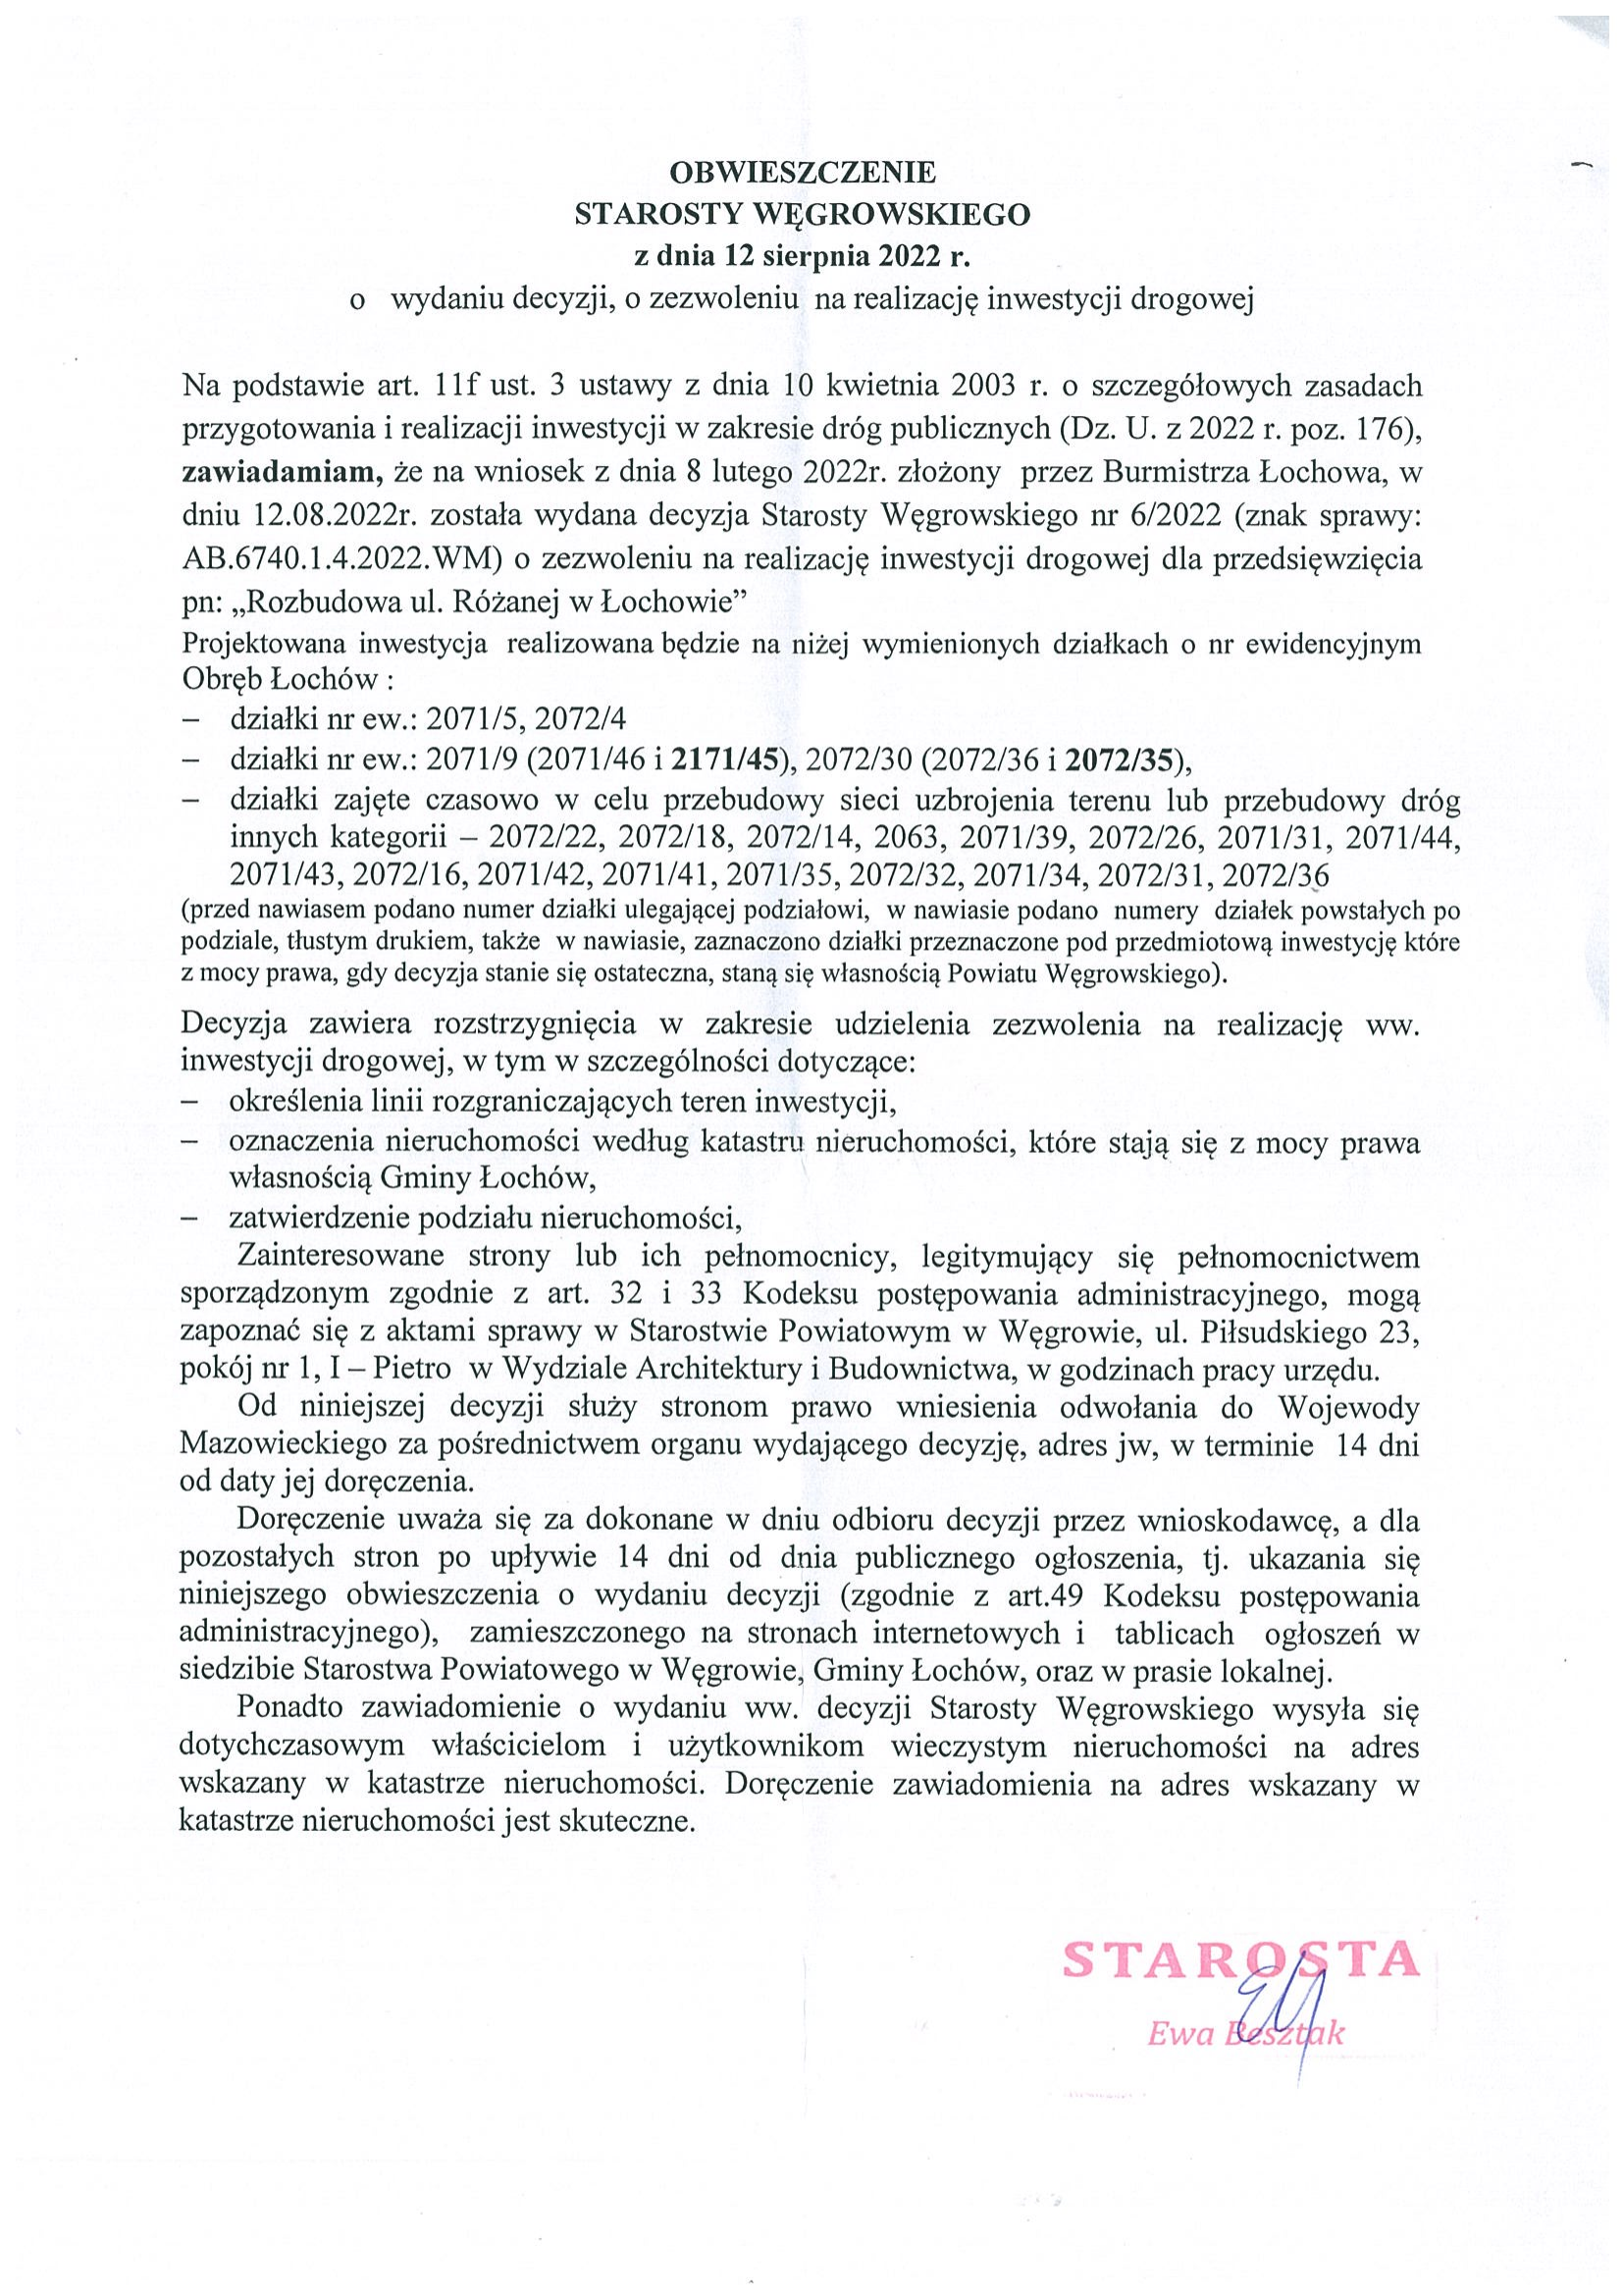 OBWIESZCZENIE
STAROSTY WĘGROWSKIEGO
z dnia 12 sierpnia 2022 r.
o wydaniu decyzji, o zezwoleniu na realizację inwestycji drogowej
Na podstawie art. 11f ust. 3 ustawy z dnia 10 kwietnia 2003 r. o szczegółowych zasadach
przygotowania i realizacji inwestycji w zakresie dróg publicznych (Dz. U. z 2022 r. poz. 176),
zawiadamiam, że na wniosek z dnia 8 lutego 2022r. złożony przez Burmistrza Łochowa, w
dniu 12.08.2022r. została wydana decyzja Starosty Węgrowskiego nr 6/2022 (znak sprawy:
AB.6740.1.4.2022.WM) o zezwoleniu na realizację inwestycji drogowej dla przedsięwzięcia
pn: „Rozbudowa ul. Różanej w Łochowie”
Projektowana inwestycja realizowana będzie na niżej wymienionych działkach o nr ewidencyjnym
Obręb Łochów :
– działki nr ew.: 2071/5, 2072/4
– działki nr ew.: 2071/9 (2071/46 i 2171/45), 2072/30 (2072/36 i 2072/35),
– działki zajęte czasowo w celu przebudowy sieci uzbrojenia terenu lub przebudowy dróg
innych kategorii – 2072/22, 2072/18, 2072/14, 2063, 2071/39, 2072/26, 2071/31, 2071/44,
2071/43, 2072/16, 2071/42, 2071/41, 2071/35, 2072/32, 2071/34, 2072/31, 2072/36
(przed nawiasem podano numer działki ulegającej podziałowi, w nawiasie podano numery działek powstałych po
podziale, tłustym drukiem, także w nawiasie, zaznaczono działki przeznaczone pod przedmiotową inwestycję które
z mocy prawa, gdy decyzja stanie się ostateczna, staną się własnością Powiatu Węgrowskiego).
Decyzja zawiera rozstrzygnięcia w zakresie udzielenia zezwolenia na realizację ww.
inwestycji drogowej, w tym w szczególności dotyczące:
– określenia linii rozgraniczających teren inwestycji,
– oznaczenia nieruchomości według katastru nieruchomości, które stają się z mocy prawa
własnością Gminy Łochów,
– zatwierdzenie podziału nieruchomości,
Zainteresowane strony lub ich pełnomocnicy, legitymujący się pełnomocnictwem
sporządzonym zgodnie z art. 32 i 33 Kodeksu postępowania administracyjnego, mogą
zapoznać się z aktami sprawy w Starostwie Powiatowym w Węgrowie, ul. Piłsudskiego 23,
pokój nr 1, I – Pietro w Wydziale Architektury i Budownictwa, w godzinach pracy urzędu.
Od niniejszej decyzji służy stronom prawo wniesienia odwołania do Wojewody
Mazowieckiego za pośrednictwem organu wydającego decyzję, adres jw, w terminie 14 dni
od daty jej doręczenia.
Doręczenie uważa się za dokonane w dniu odbioru decyzji przez wnioskodawcę, a dla
pozostałych stron po upływie 14 dni od dnia publicznego ogłoszenia, tj. ukazania się
niniejszego obwieszczenia o wydaniu decyzji (zgodnie z art.49 Kodeksu postępowania
administracyjnego), zamieszczonego na stronach internetowych i tablicach ogłoszeń w
siedzibie Starostwa Powiatowego w Węgrowie, Gminy Łochów, oraz w prasie lokalnej.
Ponadto zawiadomienie o wydaniu ww. decyzji Starosty Węgrowskiego wysyła się
dotychczasowym właścicielom i użytkownikom wieczystym nieruchomości na adres
wskazany w katastrze nieruchomości. Doręczenie zawiadomienia na adres wskazany w
katastrze nieruchomości jest skuteczne.
STAROSTA
Ewa Besztak